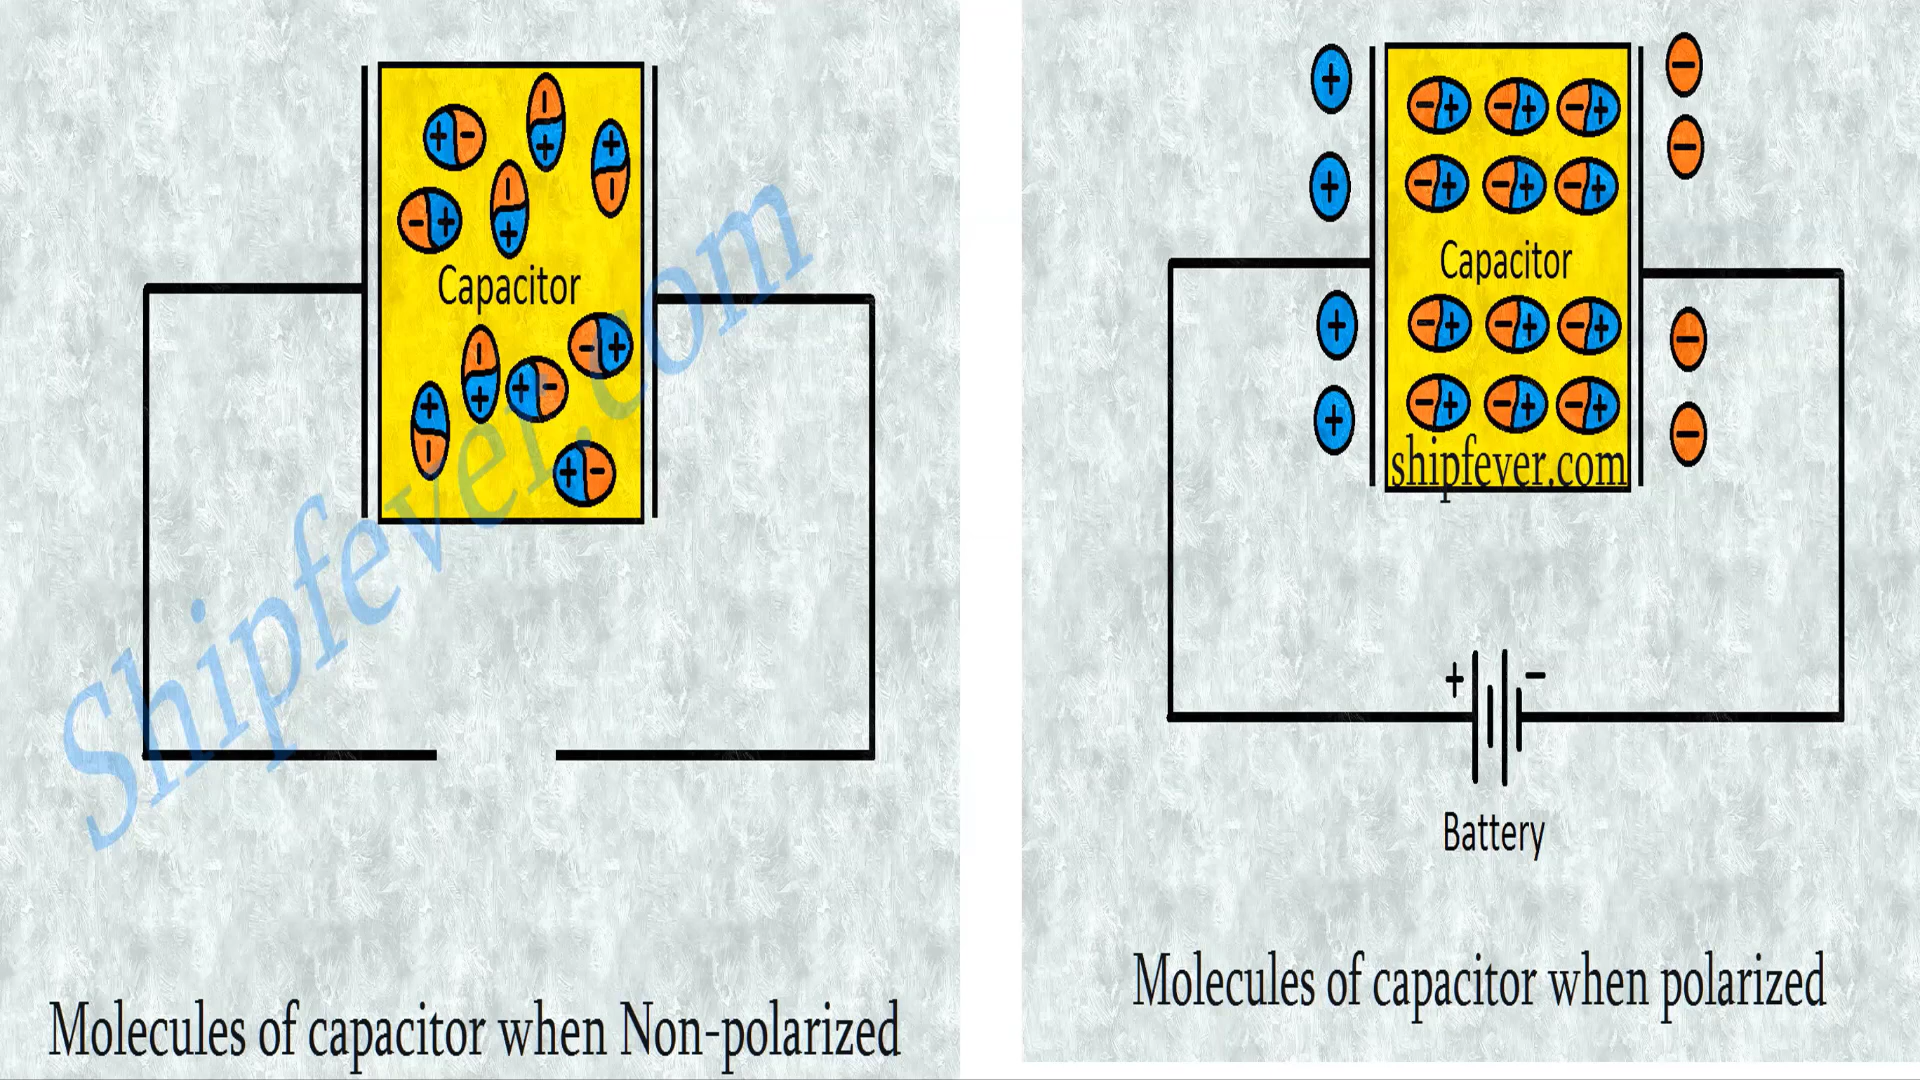 Capacitor
Shipfever.com
Molecules of capacitor when Non-polarized
Capacitor
shipfever.com
+ −
Battery
Molecules of capacitor when polarized